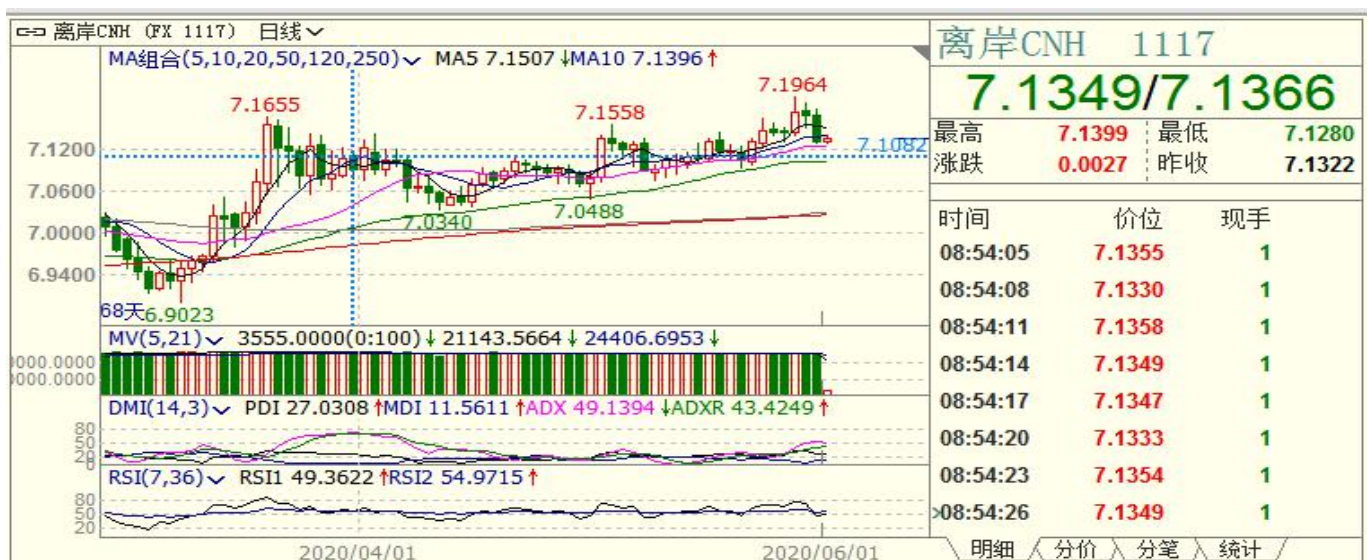 离岸CNH (FX 1117) 日线
MA组合(5,10,20,50,120,250) MA5 7.1507 ↓MA10 7.1396↑
7.1964
7.1655
7.1558
7.1200
7.1082
7.0600
7.0000
6.9400
7.0340
7.0488
68天
6.9023
MV(5,21) 3555.0000(0:100)↓21143.5664↓24406.6953↓
0000.0000
DMI(14,3) PDI 27.0308↑MDI 11.5611↑ADX 49.1394↓ADXR 43.4249↑
80
50
20
RSI(7,36) RSI1 49.3622↑RSI2 54.9715↑
80
50
20
2020/04/01 2020/06/01
离岸CNH 1117
7.1349/7.1366
最高 7.1399 最低 7.1280
涨跌 0.0027 昨收 7.1322
时间 价位 现手
08:54:05 7.1355 1
08:54:08 7.1330 1
08:54:11 7.1358 1
08:54:14 7.1349 1
08:54:17 7.1347 1
08:54:20 7.1333 1
08:54:23 7.1354 1
>08:54:26 7.1349 1
明细 分价 分笔 统计